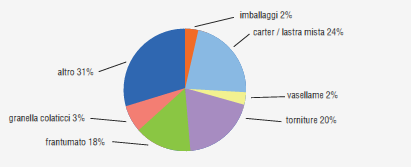 imballaggi 2%
carter / lastra mista 24%
altro 31%
vasellame 2%
granella colaticci 3%
torniture 20%
frantumato 18%